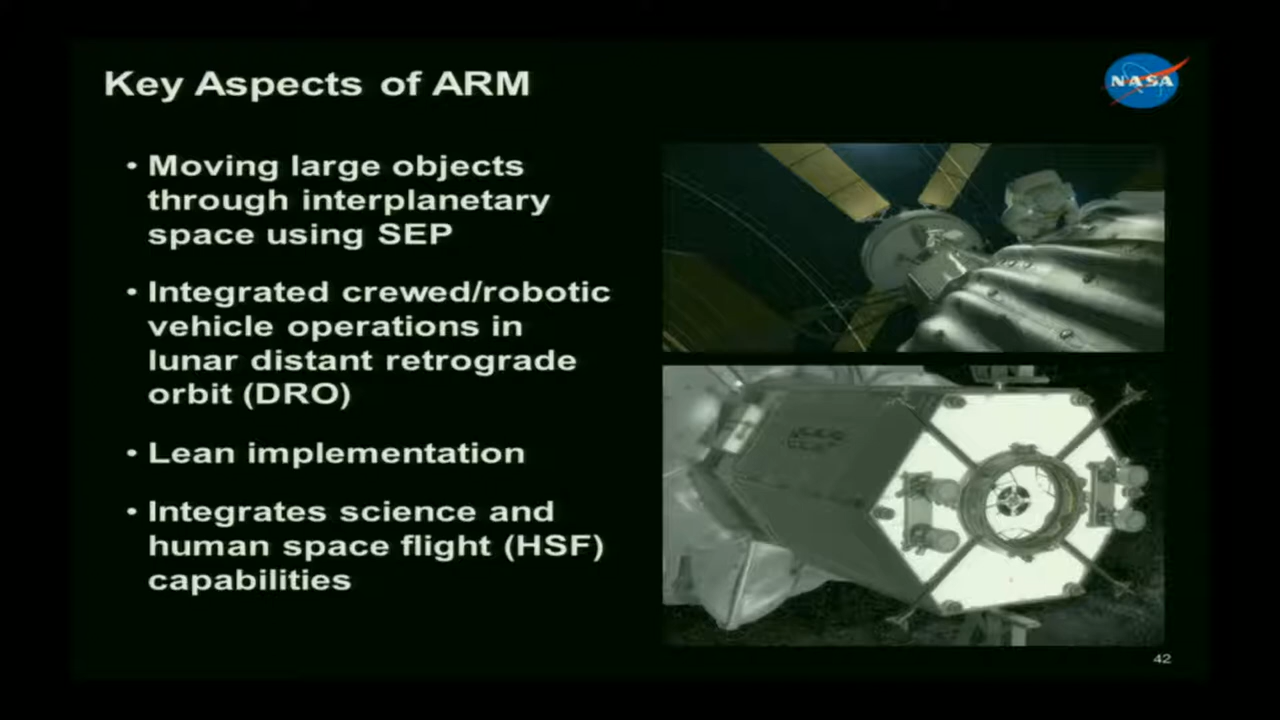 Key Aspects of ARM
NASA
• Moving large objects
through interplanetary
space using SEP
• Integrated crewed/robotic
vehicle operations in
lunar distant retrograde
orbit (DRO)
• Lean implementation
• Integrates science and
human space flight (HSF)
capabilities
42